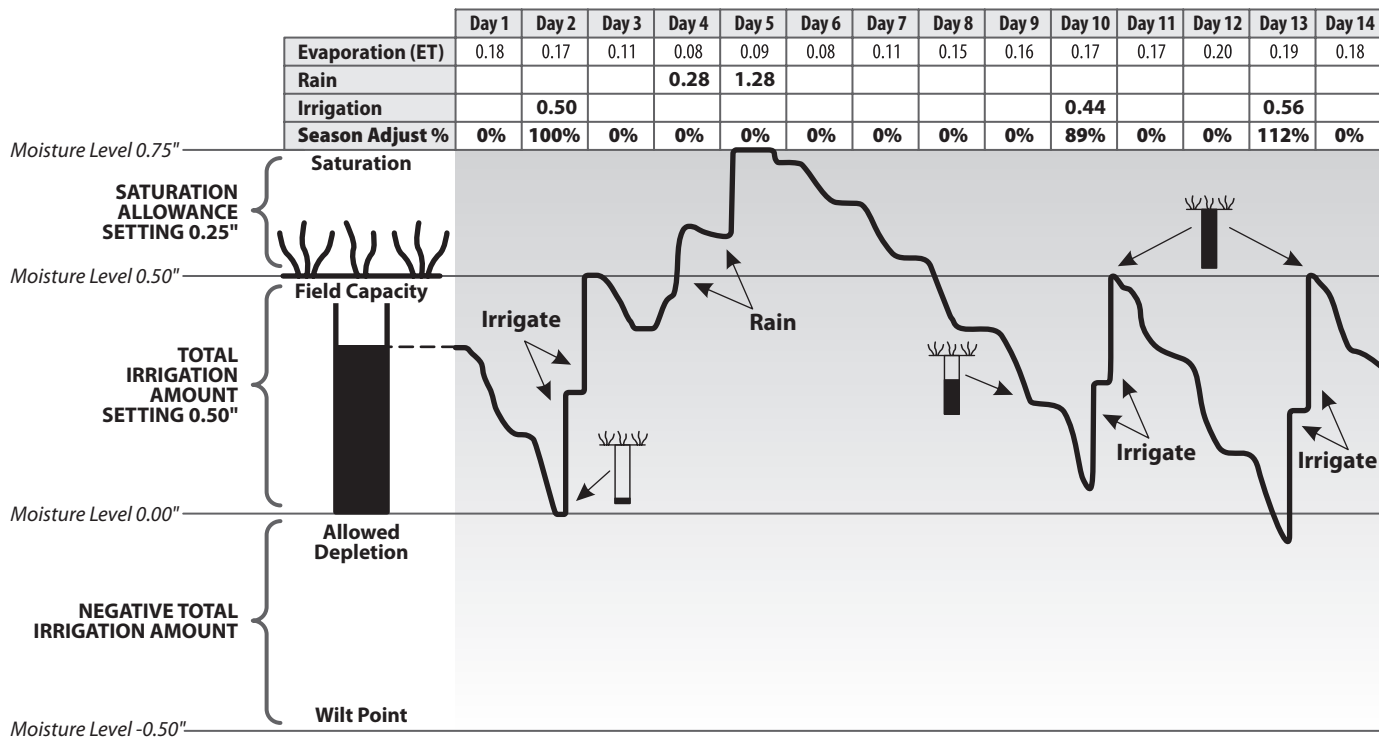 Day 1 Day 2 Day 3 Day 4 Day 5 Day 6 Day 7 Day 8 Day 9 Day 10 Day 11 Day 12 Day 13 Day 14
Evaporation (ET) 0.18 0.17 0.11 0.08 0.09 0.08 0.11 0.15 0.16 0.17 0.17 0.20 0.19 0.18
Rain 0.28 1.28
Irrigation 0.50 0.44 0.56
Season Adjust % 0% 100% 0% 0% 0% 0% 0% 0% 0% 89% 0% 0% 112% 0%
Moisture Level 0.75"
Saturation
SATURATION
ALLOWANCE
SETTING 0.25"
Moisture Level 0.50"
Field Capacity
Irrigate
Rain
TOTAL
IRRIGATION
AMOUNT
SETTING 0.50"
Irrigate
Irrigate
Moisture Level 0.00"
Allowed
Depletion
NEGATIVE TOTAL
IRRIGATION AMOUNT
Wilt Point
Moisture Level -0.50"